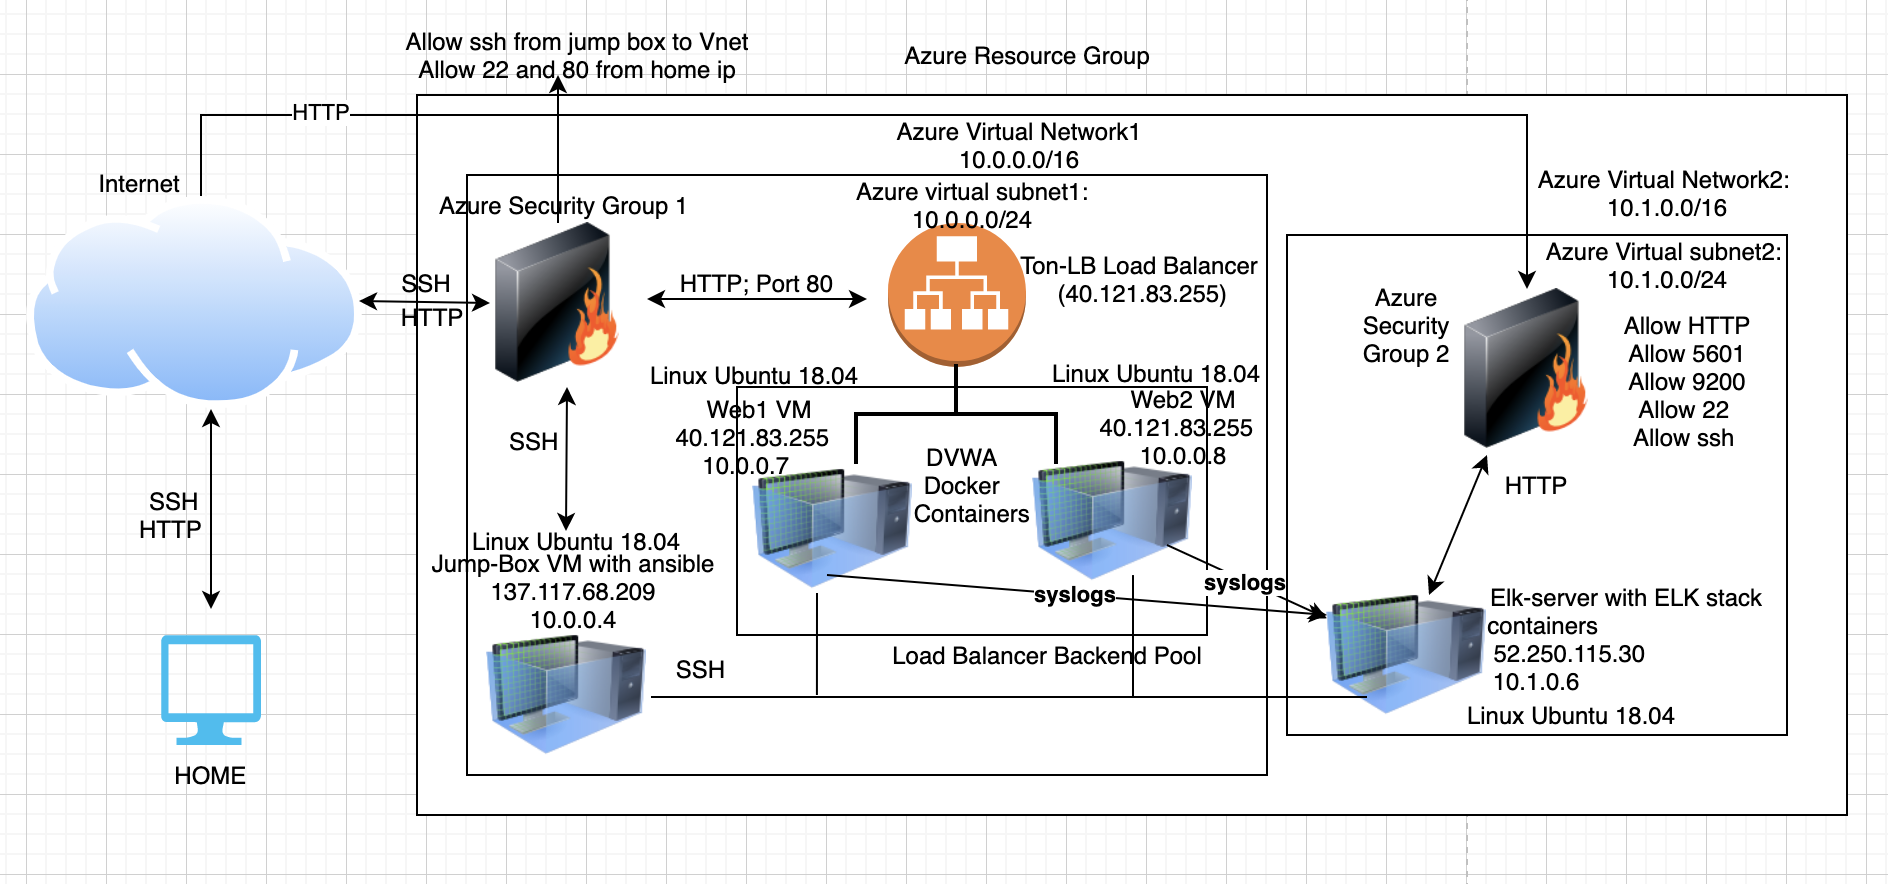 Allow ssh from jump box to Vnet
Allow 22 and 80 from home ip
Azure Resource Group
HTTP
Azure Virtual Network1
10.0.0.0/16
Internet
Azure Security Group 1
Azure virtual subnet1:
10.0.0.0/24
Azure Virtual Network2:
10.1.0.0/16
Azure Virtual subnet2:
10.1.0.0/24
SSH
HTTP
HTTP; Port 80
Ton-LB Load Balancer
(40.121.83.255)
Azure
Security
Group 2
Allow HTTP
Allow 5601
Allow 9200
Allow 22
Allow ssh
Linux Ubuntu 18.04
Web1 VM
40.121.83.255
10.0.0.7
Linux Ubuntu 18.04
Web2 VM
40.121.83.255
10.0.0.8
DVWA
Docker
Containers
SSH
HTTP
SSH
HTTP
Linux Ubuntu 18.04
Jump-Box VM with ansible
137.117.68.209
10.0.0.4
syslogs
syslogs
Elk-server with ELK stack
containers
52.250.115.30
10.1.0.6
Linux Ubuntu 18.04
Load Balancer Backend Pool
SSH
HOME